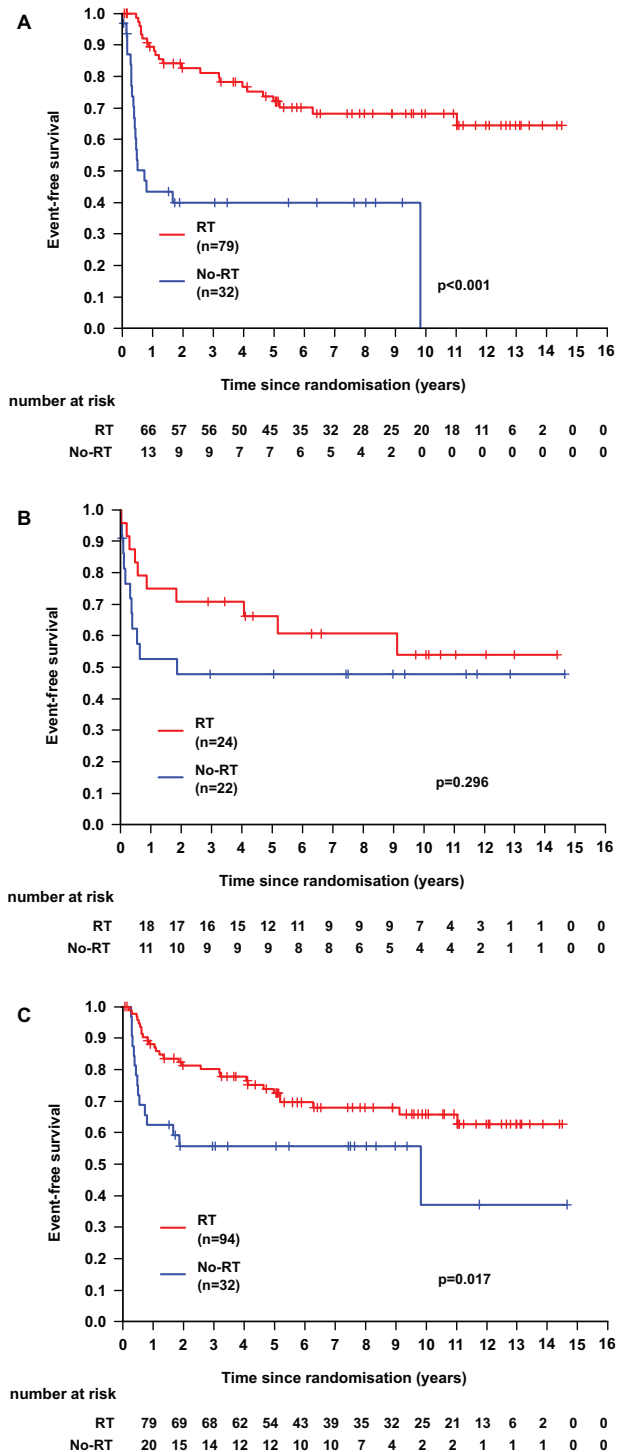 A
1.0
0.9
0.8
0.7
0.6
0.5
0.4
0.3
0.2
0.1
0.0
Event-free survival
RT
(n=79)
No-RT
(n=32)
p<0.001
0 1 2 3 4 5 6 7 8 9 10 11 12 13 14 15 16
Time since randomisation (years)
number at risk
RT 66 57 56 50 45 35 32 28 25 20 18 11 6 2 0 0
No-RT 13 9 9 7 7 6 5 4 2 0 0 0 0 0 0 0
B
1.0
0.9
0.8
0.7
0.6
0.5
0.4
0.3
0.2
0.1
0.0
Event-free survival
RT
(n=24)
No-RT
(n=22)
p=0.296
0 1 2 3 4 5 6 7 8 9 10 11 12 13 14 15 16
Time since randomisation (years)
number at risk
RT 18 17 16 15 12 11 9 9 9 7 4 3 1 1 0 0
No-RT 11 10 9 9 9 8 8 6 5 4 4 2 1 1 0 0
C
1.0
0.9
0.8
0.7
0.6
0.5
0.4
0.3
0.2
0.1
0.0
Event-free survival
RT
(n=94)
No-RT
(n=32)
p=0.017
0 1 2 3 4 5 6 7 8 9 10 11 12 13 14 15 16
Time since randomisation (years)
number at risk
RT 79 69 68 62 54 43 39 35 32 25 21 13 6 2 0 0
No-RT 20 15 14 12 12 10 10 7 4 2 2 1 1 1 0 0